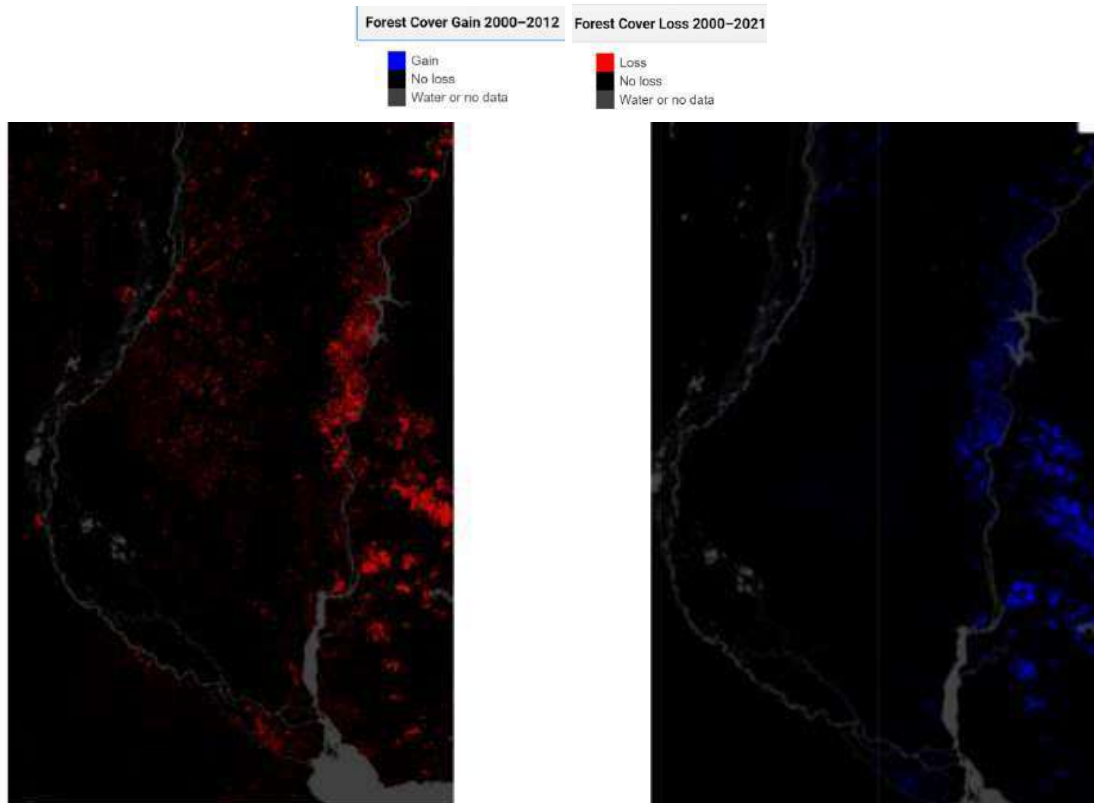 Forest Cover Gain 2000–2012
Forest Cover Loss 2000–2021
Gain
No loss
Water or no data
Loss
No loss
Water or no data